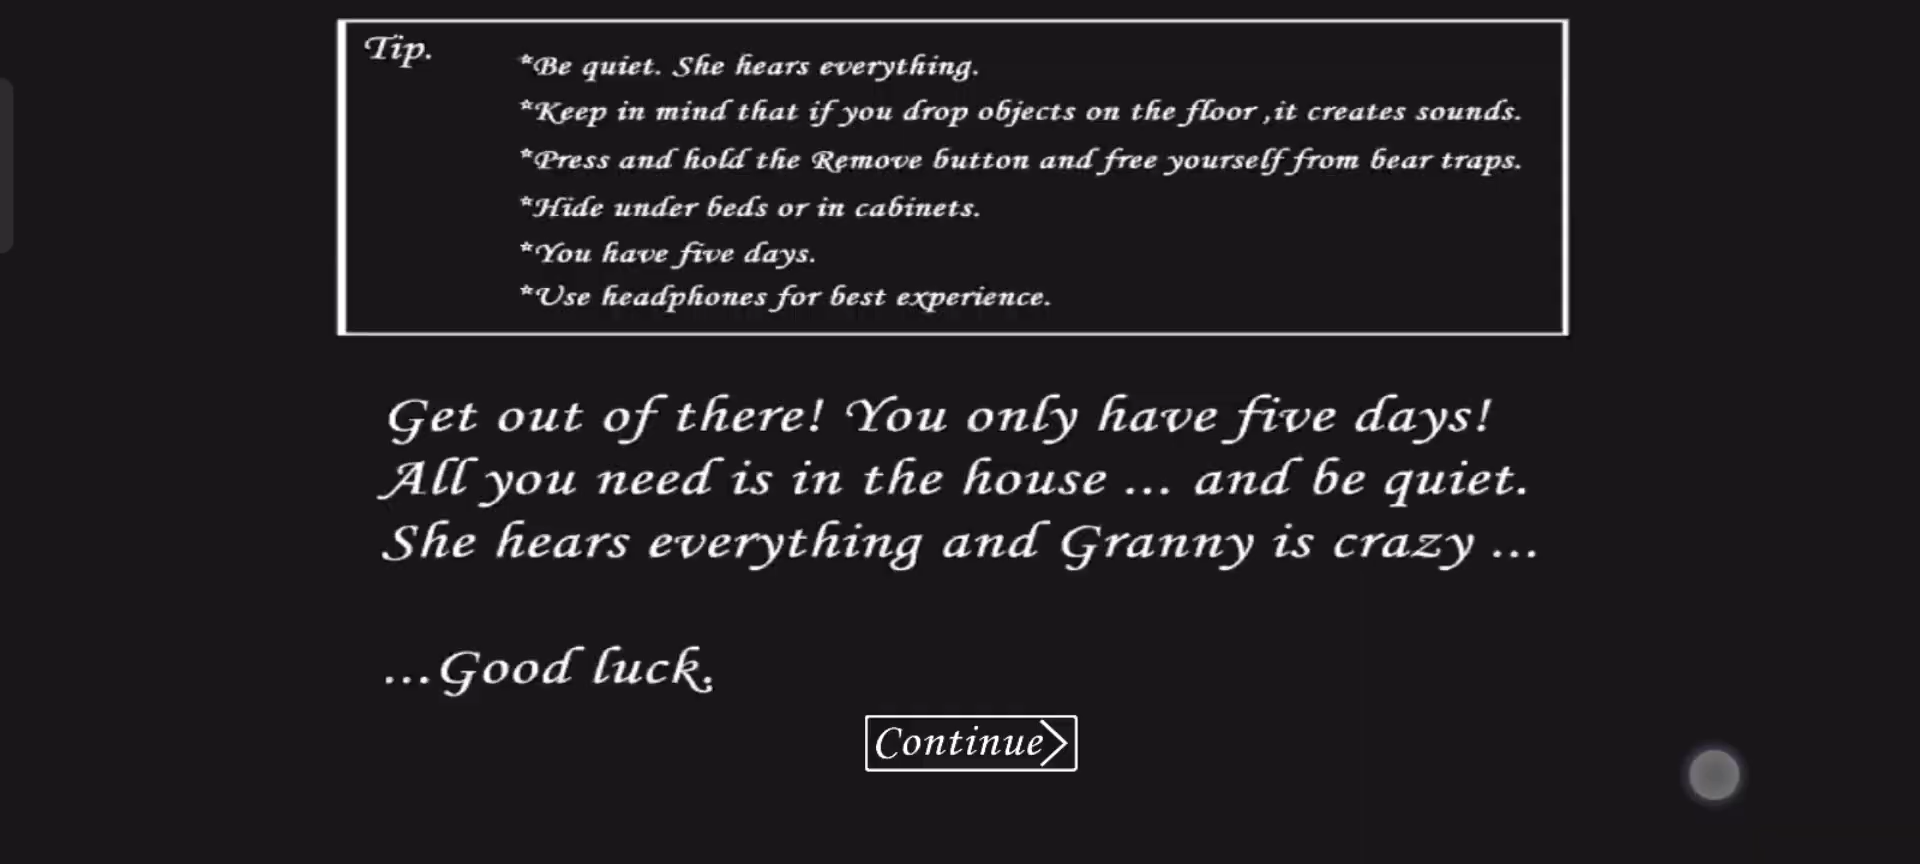 Tip.
*Be quiet. She hears everything.
*Keep in mind that if you drop objects on the floor ,it creates sounds.
*Press and hold the Remove button and free yourself from bear traps.
*Hide under beds or in cabinets.
*You have five days.
*Use headphones for best experience.
Get out of there! You only have five days!
All you need is in the house ... and be quiet.
She hears everything and Granny is crazy ...
...Good luck.
Continue